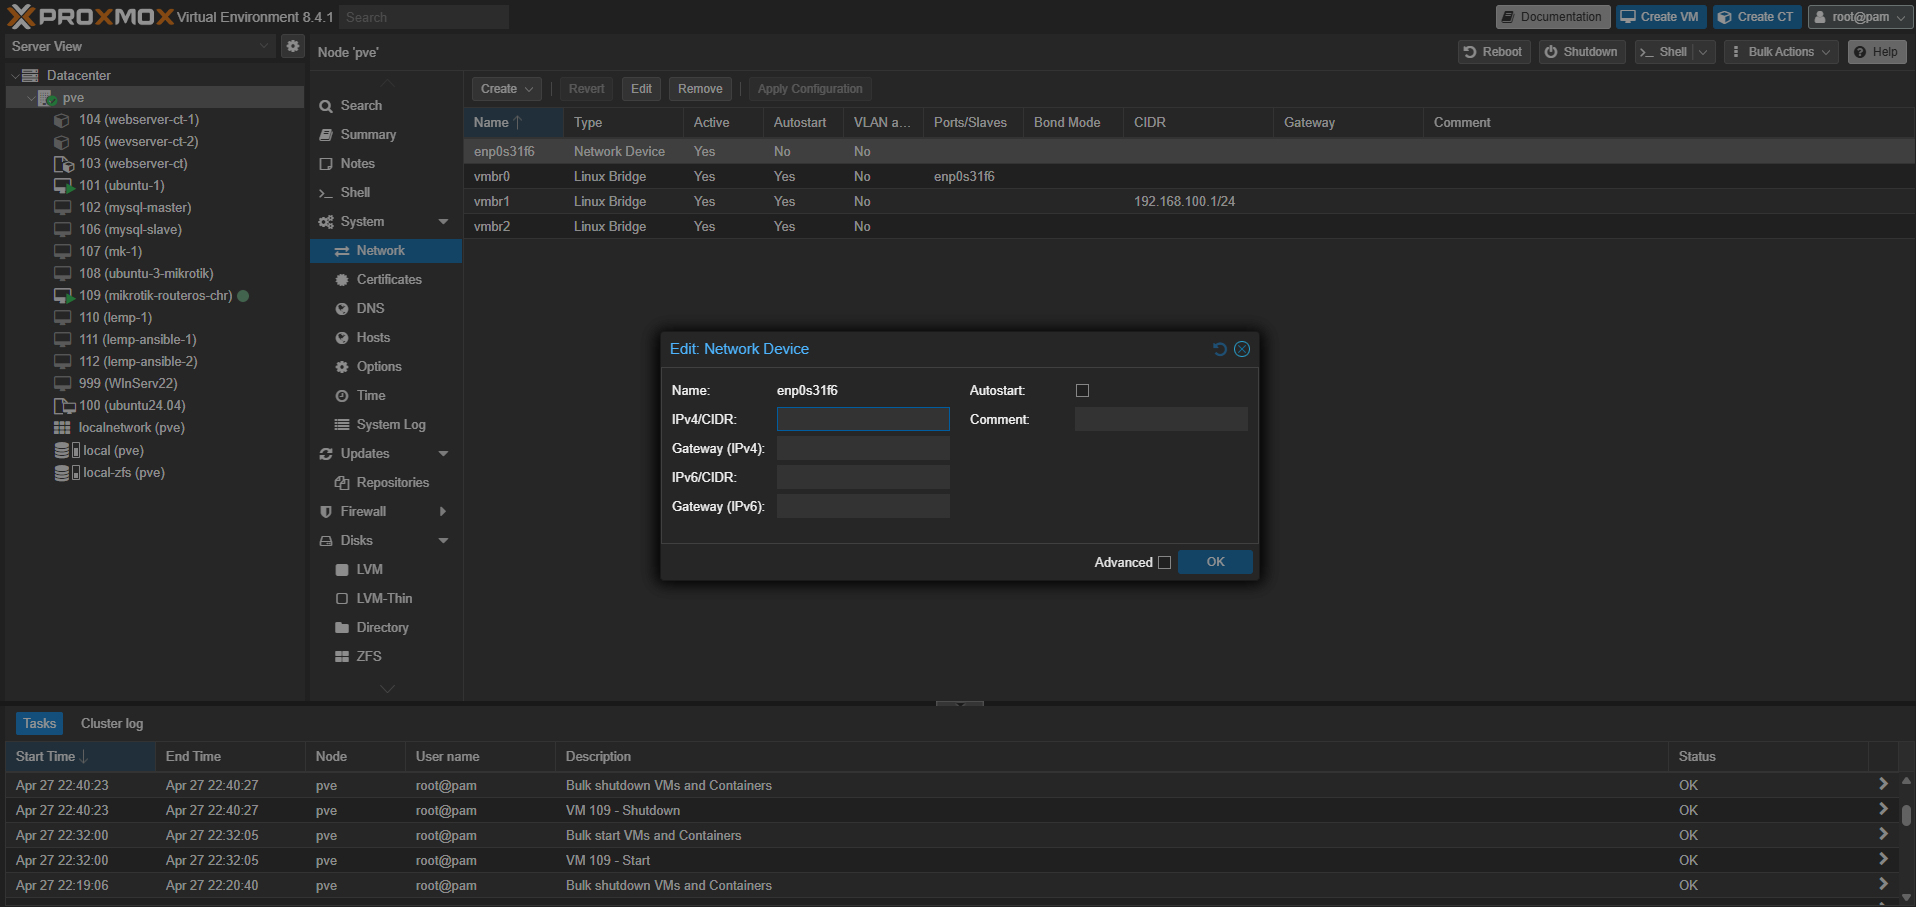 PROXMOX Virtual Environment 8.4.1 Search Documentation Create VM Create CT root@pam
Server View Node 'pve' Reboot Shutdown Shell Bulk Actions Help
Datacenter
pve
104 (webserver-ct-1)
105 (wevserver-ct-2)
103 (webserver-ct)
101 (ubuntu-1)
102 (mysql-master)
106 (mysql-slave)
107 (mk-1)
108 (ubuntu-3-mikrotik)
109 (mikrotik-routeros-chr)
110 (lemp-1)
111 (lemp-ansible-1)
112 (lemp-ansible-2)
999 (WInServ22)
100 (ubuntu24.04)
localnetwork (pve)
local (pve)
local-zfs (pve)
Search
Summary
Notes
Shell
System
Network
Certificates
DNS
Hosts
Options
Time
System Log
Updates
Repositories
Firewall
Disks
LVM
LVM-Thin
Directory
ZFS
Create Revert Edit Remove Apply Configuration
Name Type Active Autostart VLAN a... Ports/Slaves Bond Mode CIDR Gateway Comment
enp0s31f6 Network Device Yes No No
vmbr0 Linux Bridge Yes Yes No enp0s31f6
vmbr1 Linux Bridge Yes Yes No 192.168.100.1/24
vmbr2 Linux Bridge Yes Yes No
Edit: Network Device
Name: enp0s31f6 Autostart:
IPv4/CIDR: Comment:
Gateway (IPv4):
IPv6/CIDR:
Gateway (IPv6):
Advanced OK
Tasks Cluster log
Start Time End Time Node User name Description Status
Apr 27 22:40:23 Apr 27 22:40:27 pve root@pam Bulk shutdown VMs and Containers OK
Apr 27 22:40:23 Apr 27 22:40:27 pve root@pam VM 109 - Shutdown OK
Apr 27 22:32:00 Apr 27 22:32:05 pve root@pam Bulk start VMs and Containers OK
Apr 27 22:32:00 Apr 27 22:32:05 pve root@pam VM 109 - Start OK
Apr 27 22:19:06 Apr 27 22:20:40 pve root@pam Bulk shutdown VMs and Containers OK